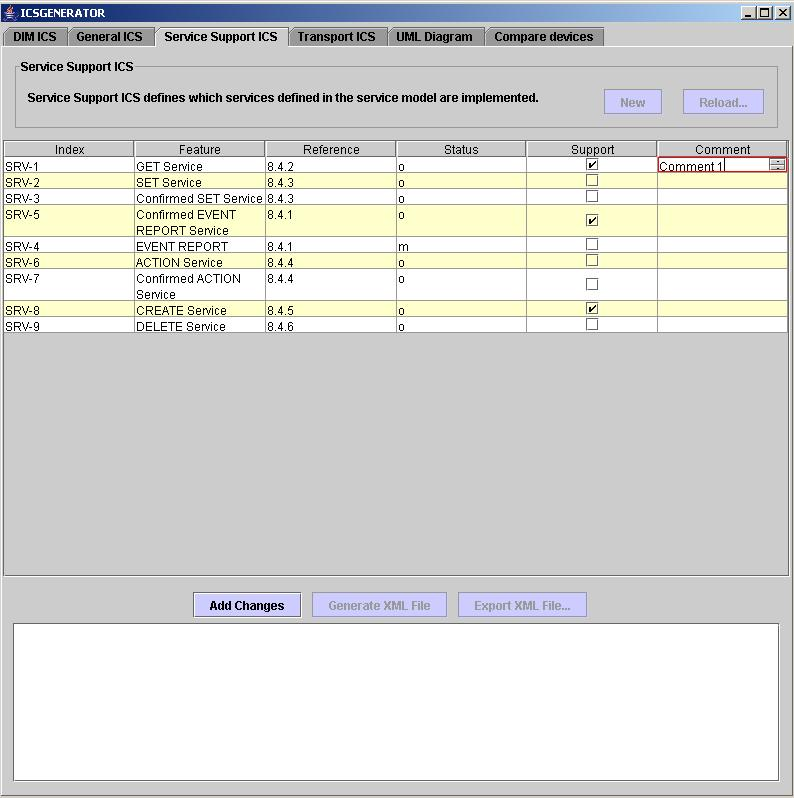 ICSGENERATOR
DIM ICS General ICS Service Support ICS Transport ICS UML Diagram Compare devices
Service Support ICS
Service Support ICS defines which services defined in the service model are implemented.
New Reload...
Index Feature Reference Status Support Comment
SRV-1 GET Service 8.4.2 o Comment 1
SRV-2 SET Service 8.4.3 o
SRV-3 Confirmed SET Service 8.4.3 o
SRV-5 Confirmed EVENT 8.4.1 o
REPORT Service
SRV-4 EVENT REPORT 8.4.1 m
SRV-6 ACTION Service 8.4.4 o
SRV-7 Confirmed ACTION 8.4.4 o
Service
SRV-8 CREATE Service 8.4.5 o
SRV-9 DELETE Service 8.4.6 o
Add Changes Generate XML File Export XML File...